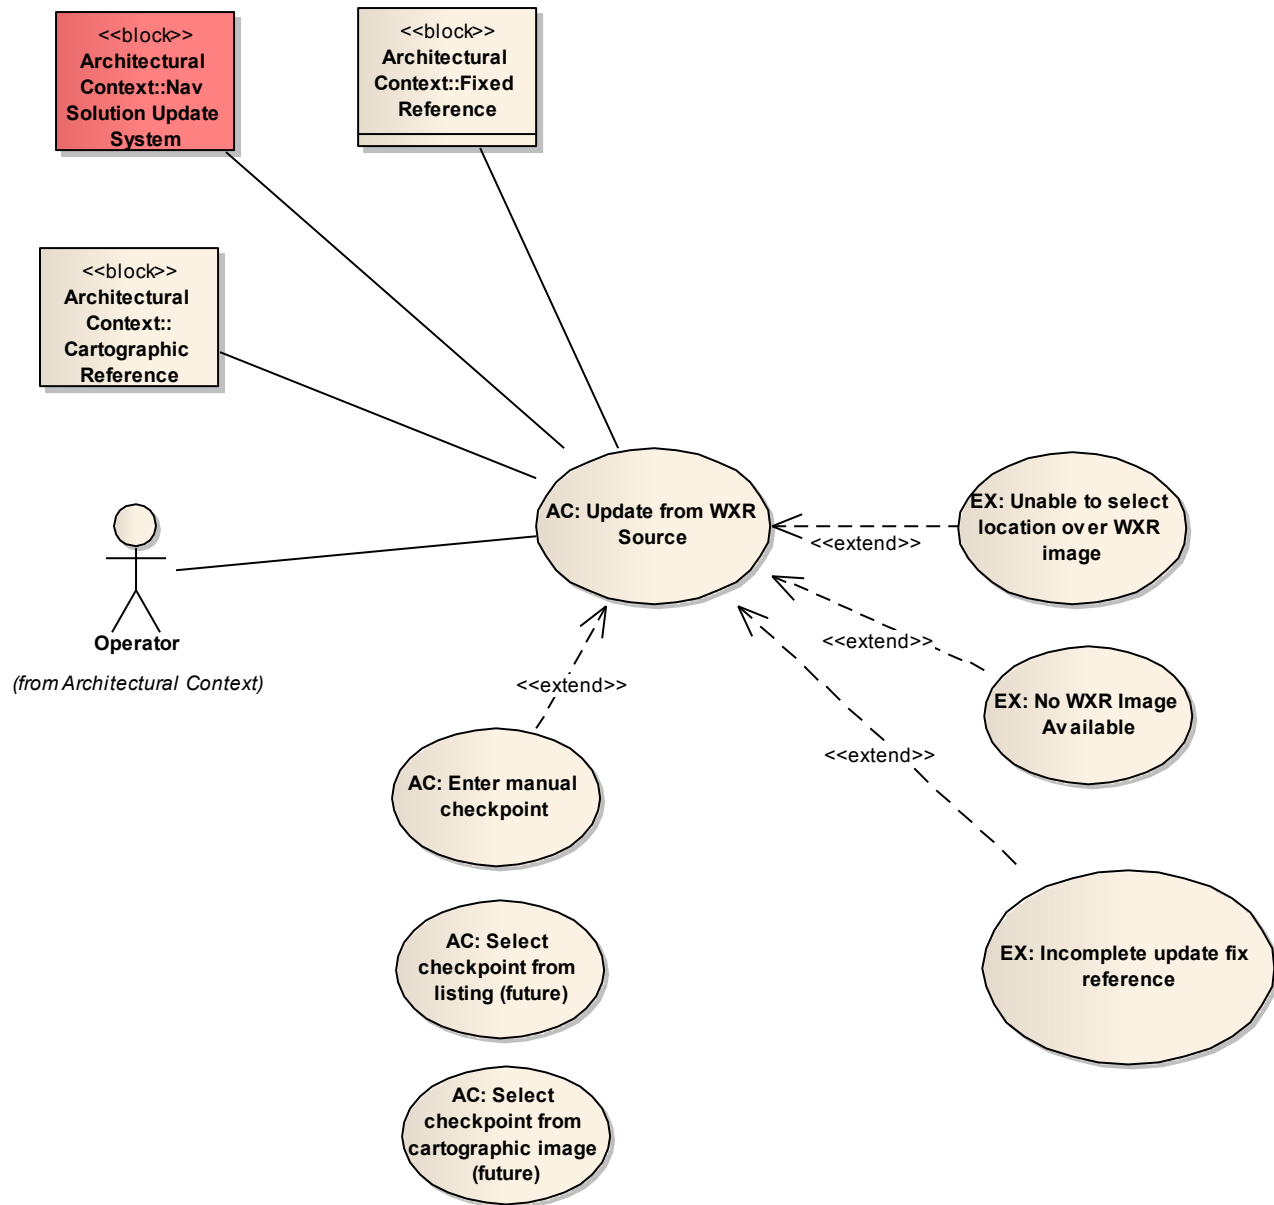 <<block>>
Architectural
Context::Nav
Solution Update
System
<<block>>
Architectural
Context::Fixed
Reference
<<block>>
Architectural
Context::
Cartographic
Reference
AC: Update from WXR
Source
EX: Unable to select
location over WXR
image
<<extend>>
Operator
(from Architectural Context)
<<extend>>
<<extend>>
EX: No WXR Image
Available
<<extend>>
AC: Enter manual
checkpoint
AC: Select
checkpoint from
listing (future)
EX: Incomplete update fix
reference
AC: Select
checkpoint from
cartographic image
(future)